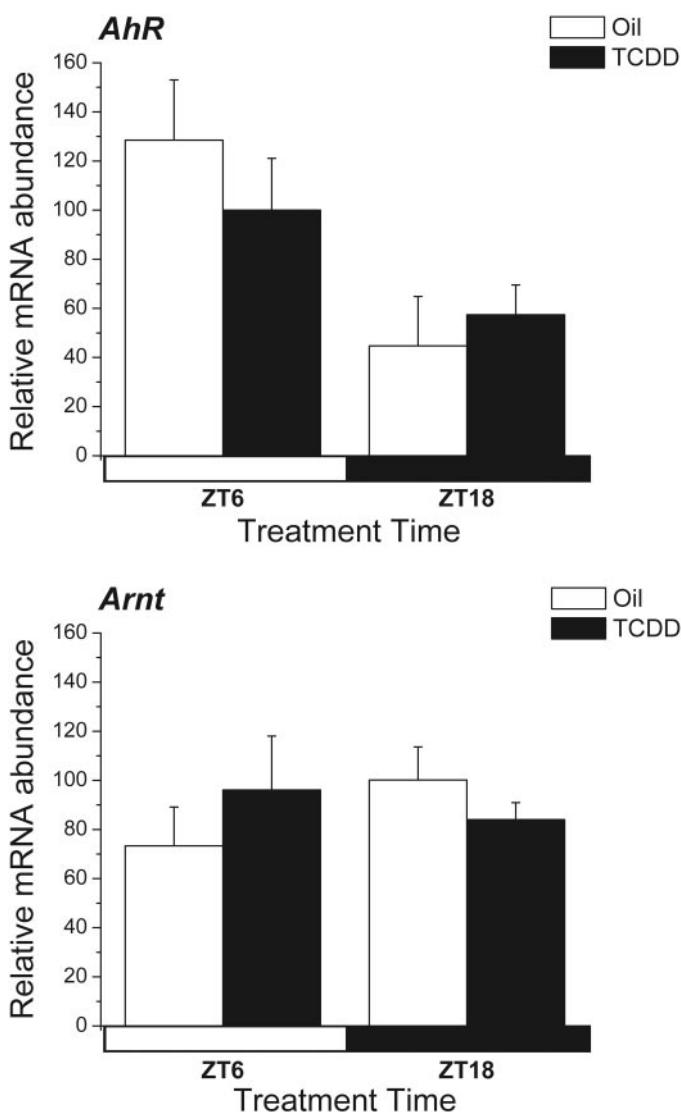 AhR
Oil
TCDD
Relative mRNA abundance
160
140
120
100
80
60
40
20
0
ZT6 ZT18
Treatment Time
Arnt
Oil
TCDD
Relative mRNA abundance
160
140
120
100
80
60
40
20
0
ZT6 ZT18
Treatment Time